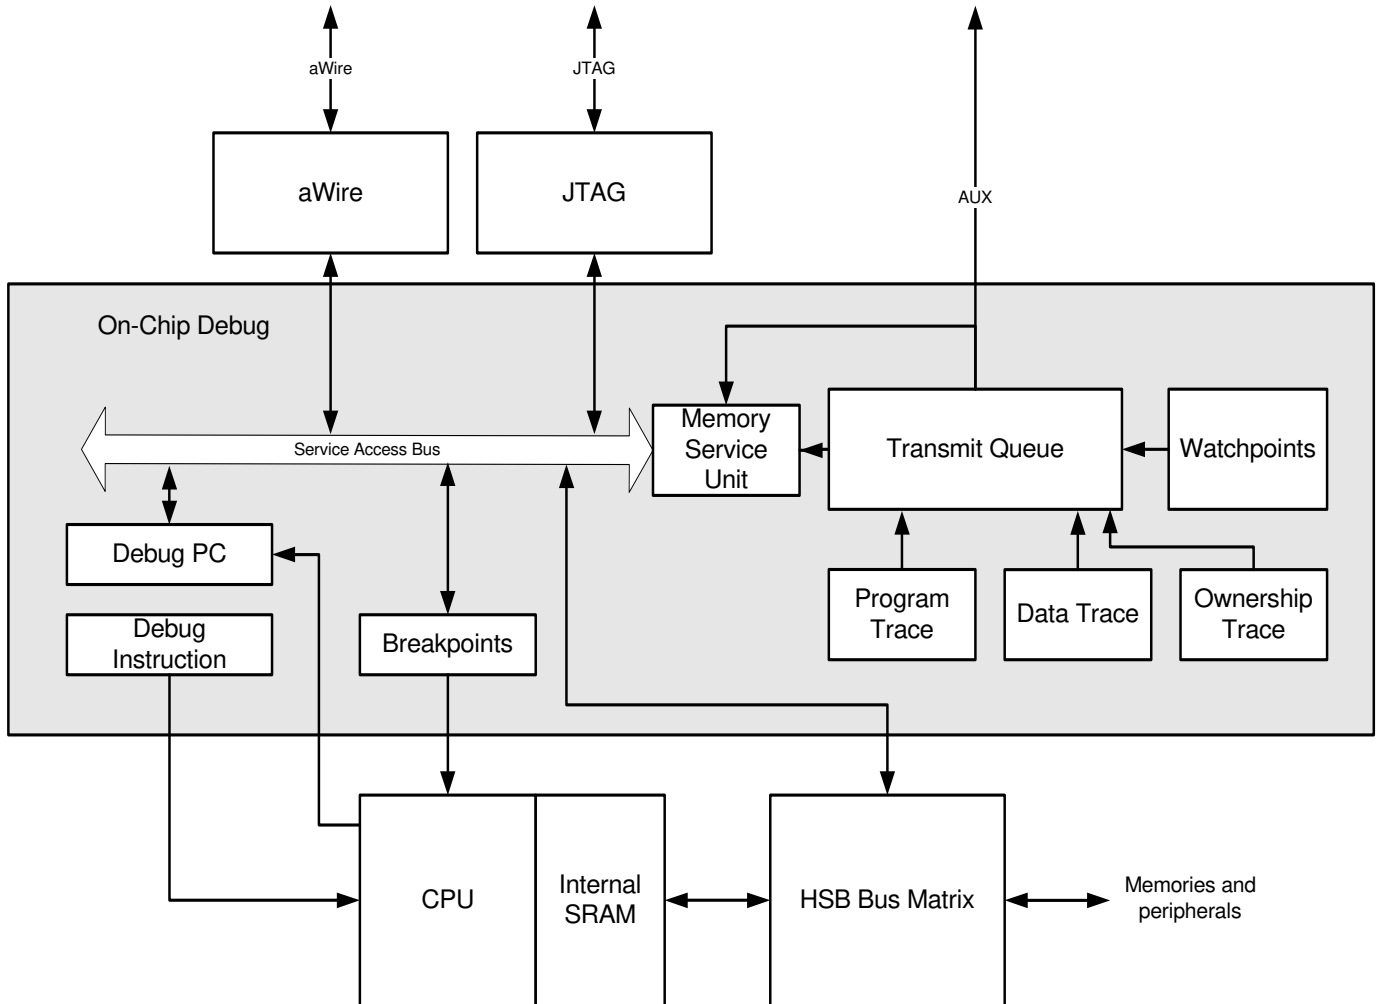 aWire
JTAG
aWire
JTAG
AUX
On-Chip Debug
Service Access Bus
Memory
Service
Unit
Transmit Queue
Watchpoints
Debug PC
Debug
Instruction
Breakpoints
Program
Trace
Data Trace
Ownership
Trace
CPU
Internal
SRAM
HSB Bus Matrix
Memories and
peripherals